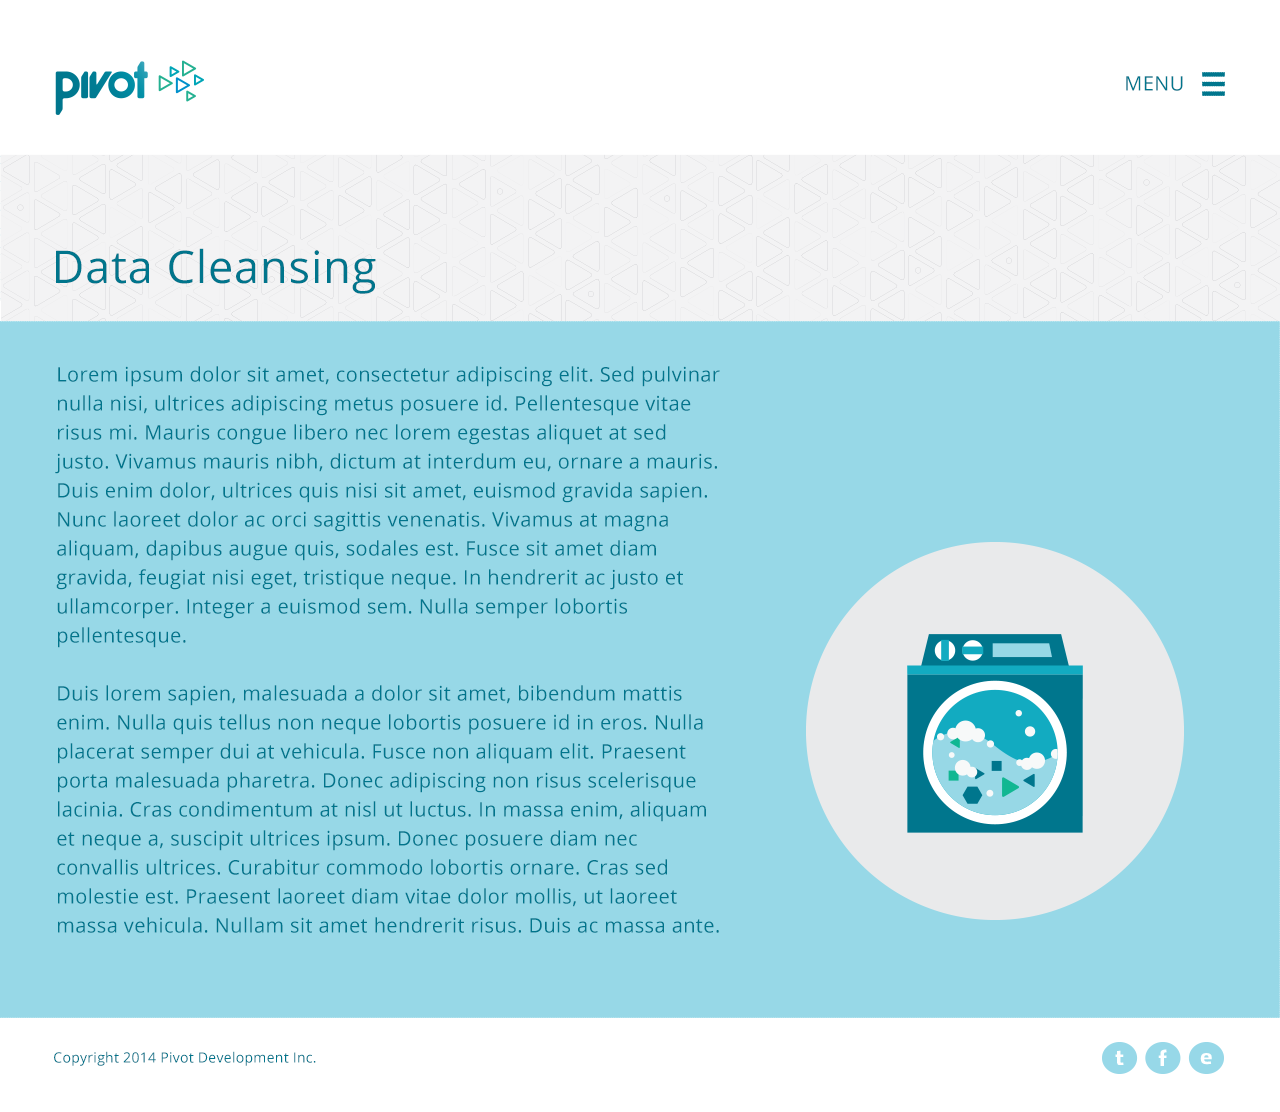 pivot
MENU
Data Cleansing
Lorem ipsum dolor sit amet, consectetur adipiscing elit. Sed pulvinar
nulla nisi, ultrices adipiscing metus posuere id. Pellentesque vitae
risus mi. Mauris congue libero nec lorem egestas aliquet at sed
justo. Vivamus mauris nibh, dictum at interdum eu, ornare a mauris.
Duis enim dolor, ultrices quis nisi sit amet, euismod gravida sapien.
Nunc laoreet dolor ac orci sagittis venenatis. Vivamus at magna
aliquam, dapibus augue quis, sodales est. Fusce sit amet diam
gravida, feugiat nisi eget, tristique neque. In hendrerit ac justo et
ullamcorper. Integer a euismod sem. Nulla semper lobortis
pellentesque.
Duis lorem sapien, malesuada a dolor sit amet, bibendum mattis
enim. Nulla quis tellus non neque lobortis posuere id in eros. Nulla
placerat semper dui at vehicula. Fusce non aliquam elit. Praesent
porta malesuada pharetra. Donec adipiscing non risus scelerisque
lacinia. Cras condimentum at nisl ut luctus. In massa enim, aliquam
et neque a, suscipit ultrices ipsum. Donec posuere diam nec
convallis ultrices. Curabitur commodo lobortis ornare. Cras sed
molestie est. Praesent laoreet diam vitae dolor mollis, ut laoreet
massa vehicula. Nullam sit amet hendrerit risus. Duis ac massa ante.
Copyright 2014 Pivot Development Inc.
t f e